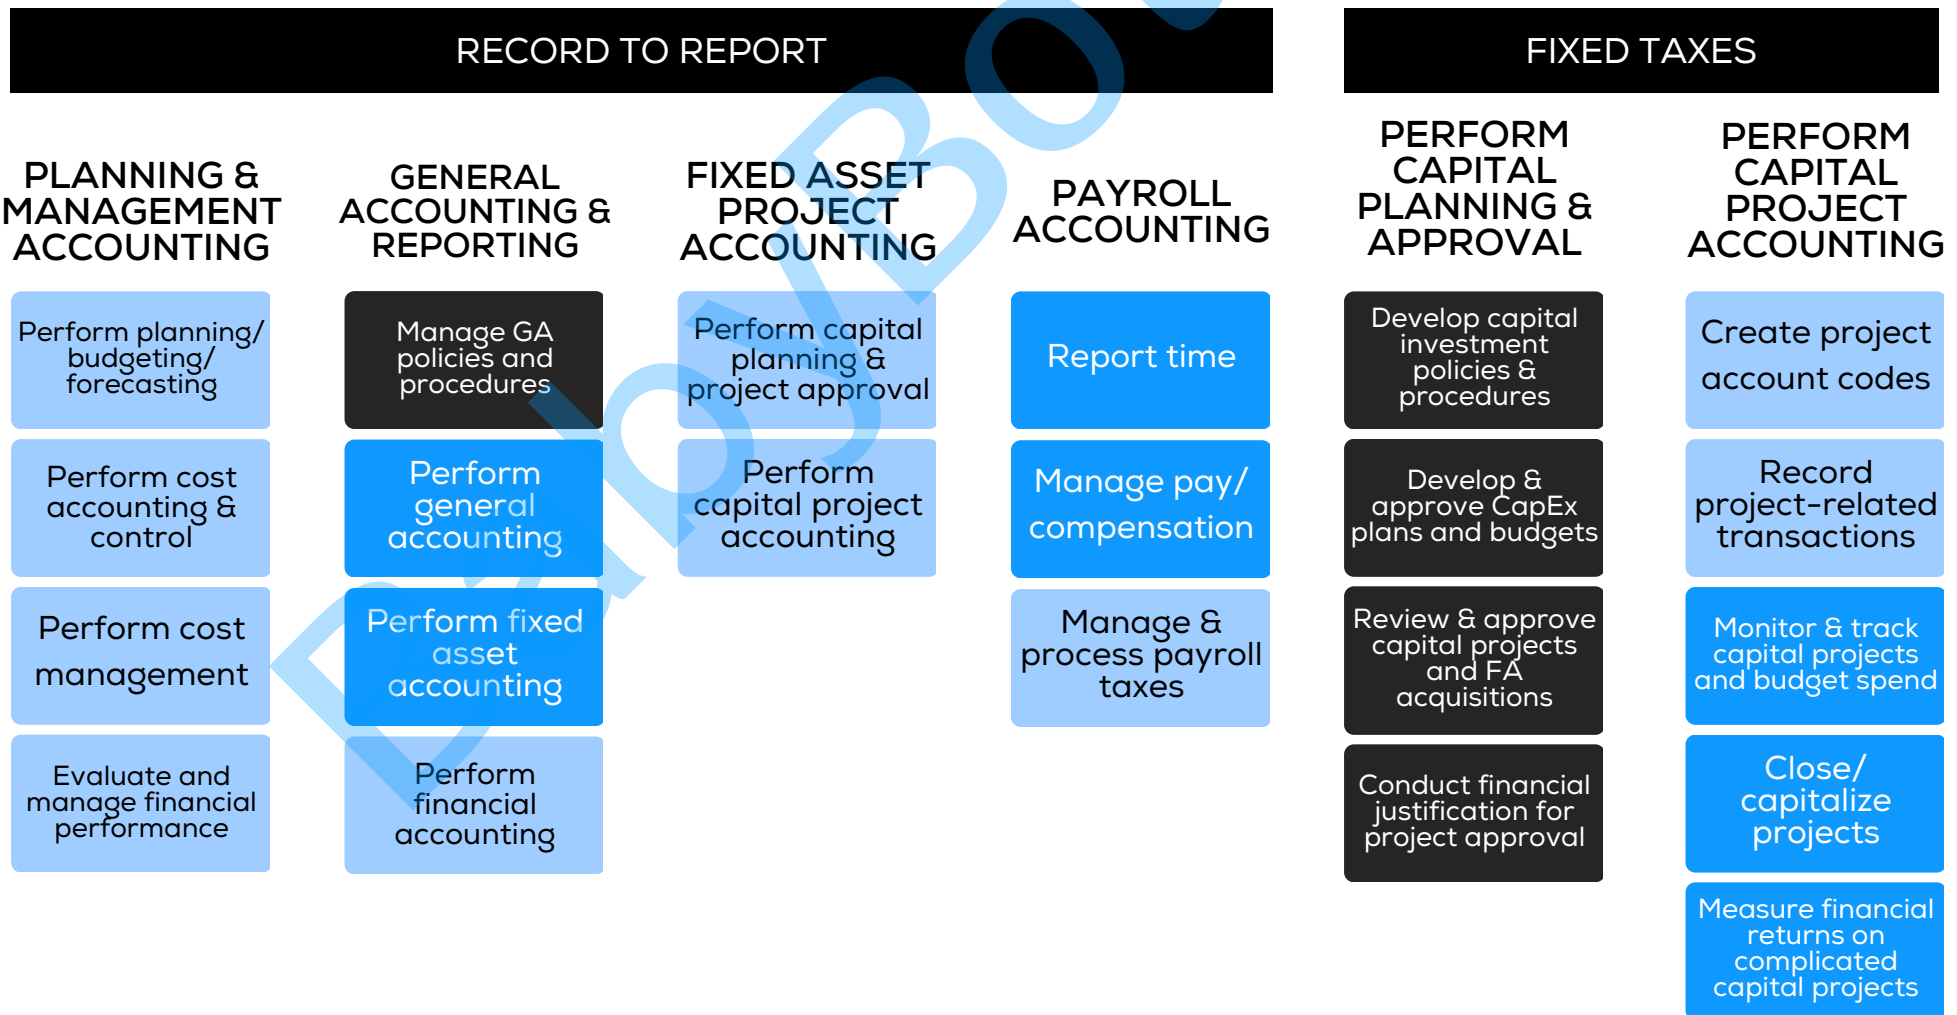 RECORD TO REPORT
FIXED TAXES
PLANNING &
MANAGEMENT
ACCOUNTING
Perform planning/
budgeting/
forecasting
Perform cost
accounting &
control
Perform cost
management
Evaluate and
manage financial
performance
GENERAL
ACCOUNTING &
REPORTING
Manage GA
policies and
procedures
Perform
general
accounting
Perform fixed
asset
accounting
Perform
financial
accounting
FIXED ASSET
PROJECT
ACCOUNTING
Perform capital
planning &
project approval
Perform
capital project
accounting
PAYROLL
ACCOUNTING
Report time
Manage pay/
compensation
Manage &
process payroll
taxes
PERFORM
CAPITAL
PLANNING &
APPROVAL
Develop capital
investment
policies &
procedures
Develop &
approve CapEx
plans and budgets
Review & approve
capital projects
and FA
acquisitions
Conduct financial
justification for
project approval
PERFORM
CAPITAL
PROJECT
ACCOUNTING
Create project
account codes
Record
project-related
transactions
Monitor & track
capital projects
and budget spend
Close/
capitalize
projects
Measure financial
returns on
complicated
capital projects